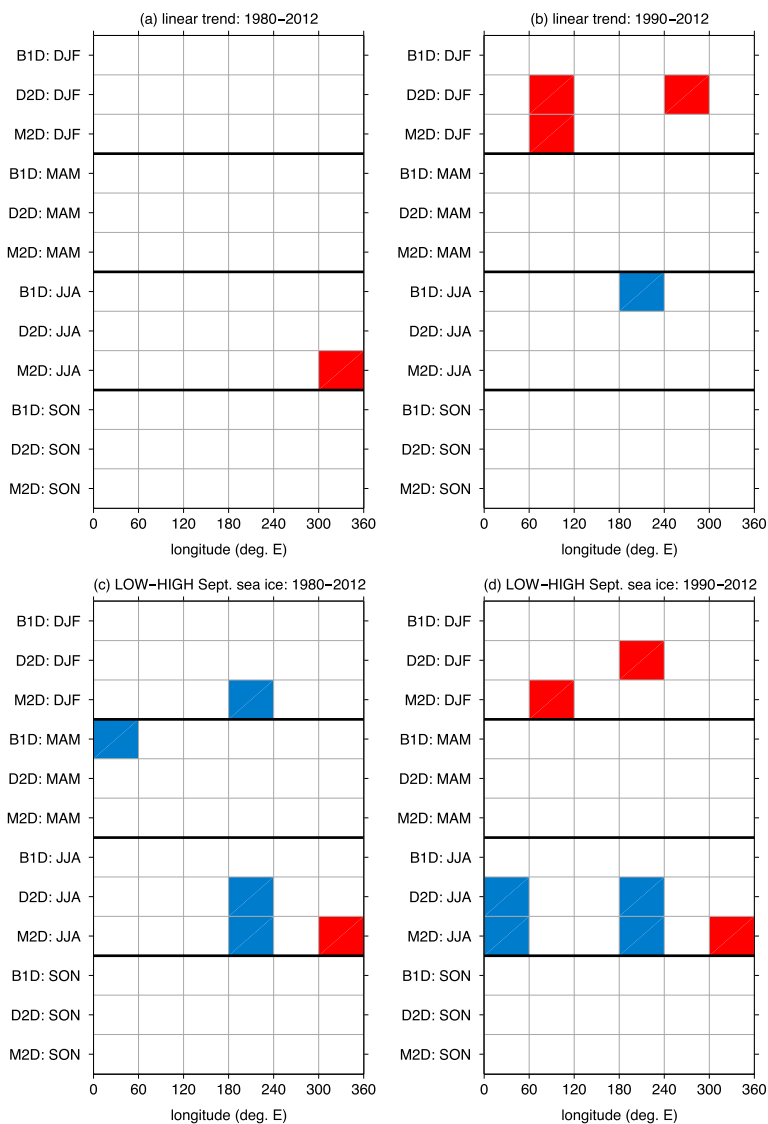 (a) linear trend: 1980−2012
B1D: DJF
D2D: DJF
M2D: DJF
B1D: MAM
D2D: MAM
M2D: MAM
B1D: JJA
D2D: JJA
M2D: JJA
B1D: SON
D2D: SON
M2D: SON
0 60 120 180 240 300 360
longitude (deg. E)
(b) linear trend: 1990−2012
B1D: DJF
D2D: DJF
M2D: DJF
B1D: MAM
D2D: MAM
M2D: MAM
B1D: JJA
D2D: JJA
M2D: JJA
B1D: SON
D2D: SON
M2D: SON
0 60 120 180 240 300 360
longitude (deg. E)
(c) LOW−HIGH Sept. sea ice: 1980−2012
B1D: DJF
D2D: DJF
M2D: DJF
B1D: MAM
D2D: MAM
M2D: MAM
B1D: JJA
D2D: JJA
M2D: JJA
B1D: SON
D2D: SON
M2D: SON
0 60 120 180 240 300 360
longitude (deg. E)
(d) LOW−HIGH Sept. sea ice: 1990−2012
B1D: DJF
D2D: DJF
M2D: DJF
B1D: MAM
D2D: MAM
M2D: MAM
B1D: JJA
D2D: JJA
M2D: JJA
B1D: SON
D2D: SON
M2D: SON
0 60 120 180 240 300 360
longitude (deg. E)